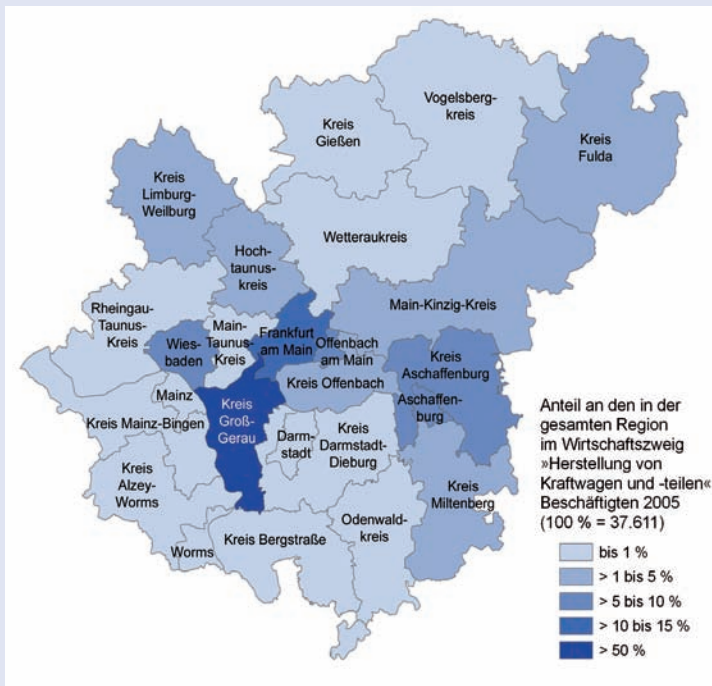 Vogelsberg-
kreis
Kreis
Gießen
Kreis
Fulda
Kreis
Limburg-
Weilburg
Wetteraukreis
Hoch-
taunus-
kreis
Main-Kinzig-Kreis
Rheingau-
Taunus-
Kreis
Main-
Taunus-
Kreis
Frankfurt
am Main
Offenbach
am Main
Wies-
baden
Kreis
Aschaffenburg
Kreis Offenbach
Mainz
Aschaffen-
burg
Kreis
Groß-
Gerau
Kreis Mainz-Bingen
Darm-
stadt
Kreis
Darmstadt-
Dieburg
Kreis
Alzey-
Worms
Kreis
Miltenberg
Odenwald-
kreis
Worms
Kreis Bergstraße
Anteil an den in der
gesamten Region
im Wirtschaftszweig
»Herstellung von
Kraftwagen und -teilen«
Beschäftigten 2005
(100 % = 37.611)
bis 1 %
> 1 bis 5 %
> 5 bis 10 %
> 10 bis 15 %
> 50 %